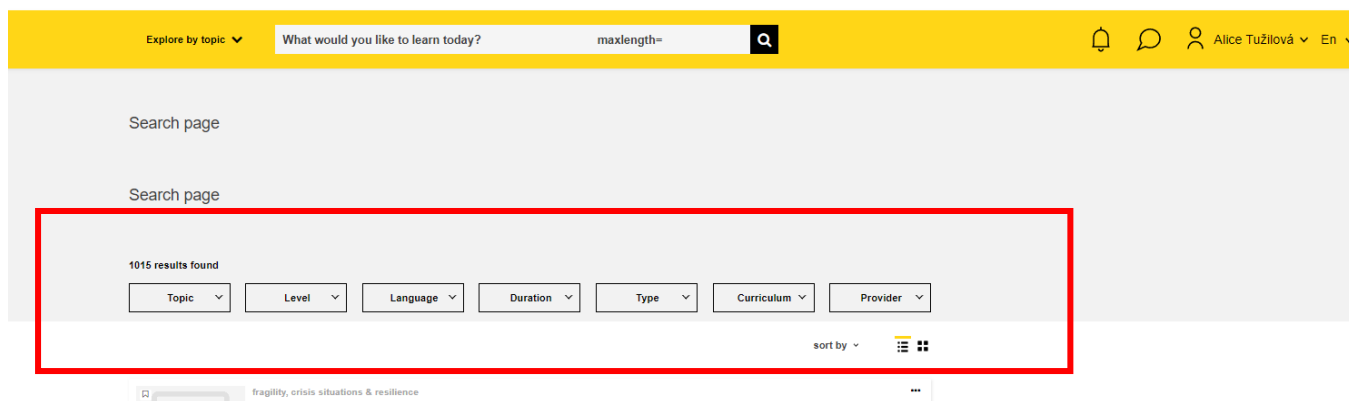 Explore by topic What would you like to learn today? maxlength= Alice Tužilová En
Search page
Search page
1015 results found
Topic Level Language Duration Type Curriculum Provider
sort by
fragility, crisis situations & resilience